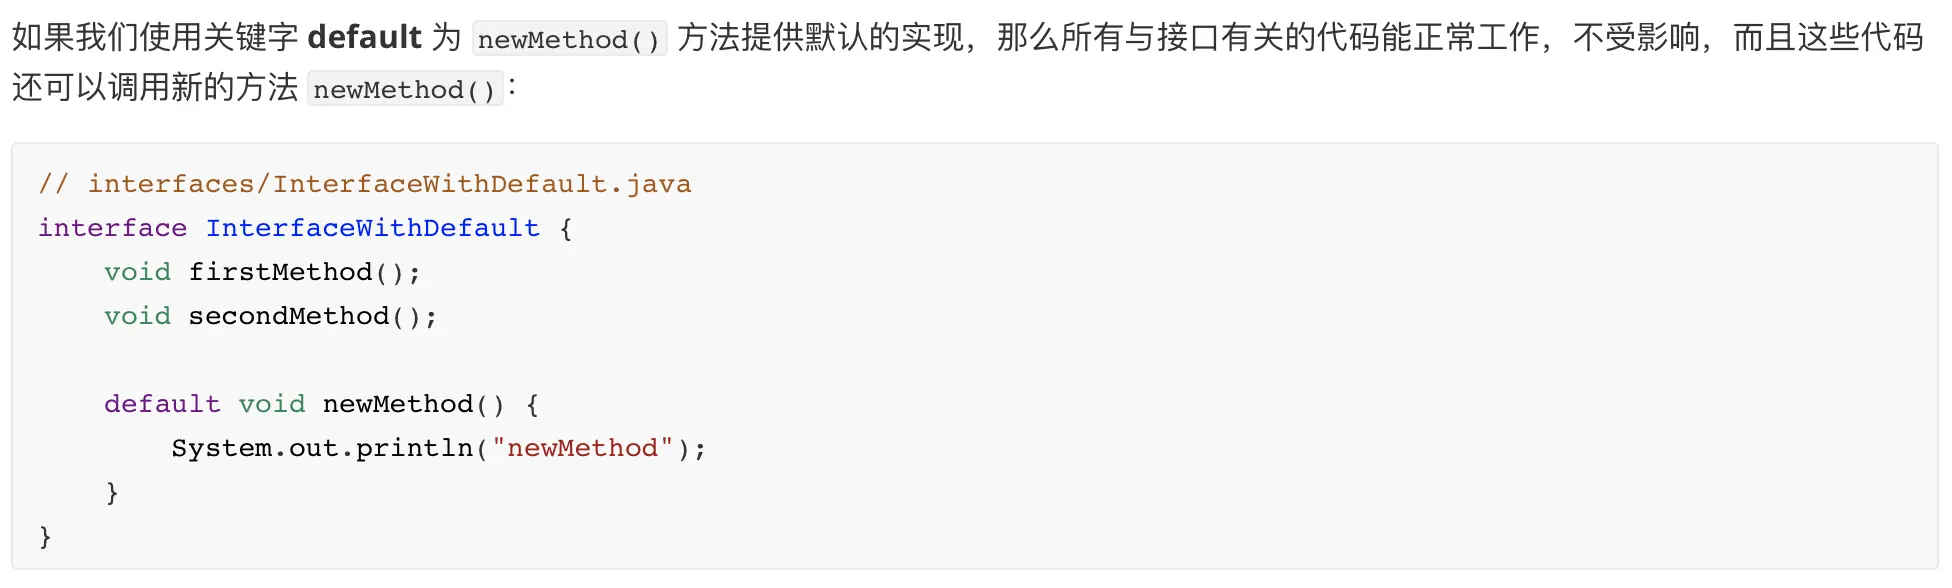 如果我们使用关键字 default 为 newMethod() 方法提供默认的实现，那么所有与接口有关的代码能正常工作，不受影响，而且这些代码
还可以调用新的方法 newMethod()：
// interfaces/InterfaceWithDefault.java
interface InterfaceWithDefault {
    void firstMethod();
    void secondMethod();

    default void newMethod() {
        System.out.println("newMethod");
    }
}